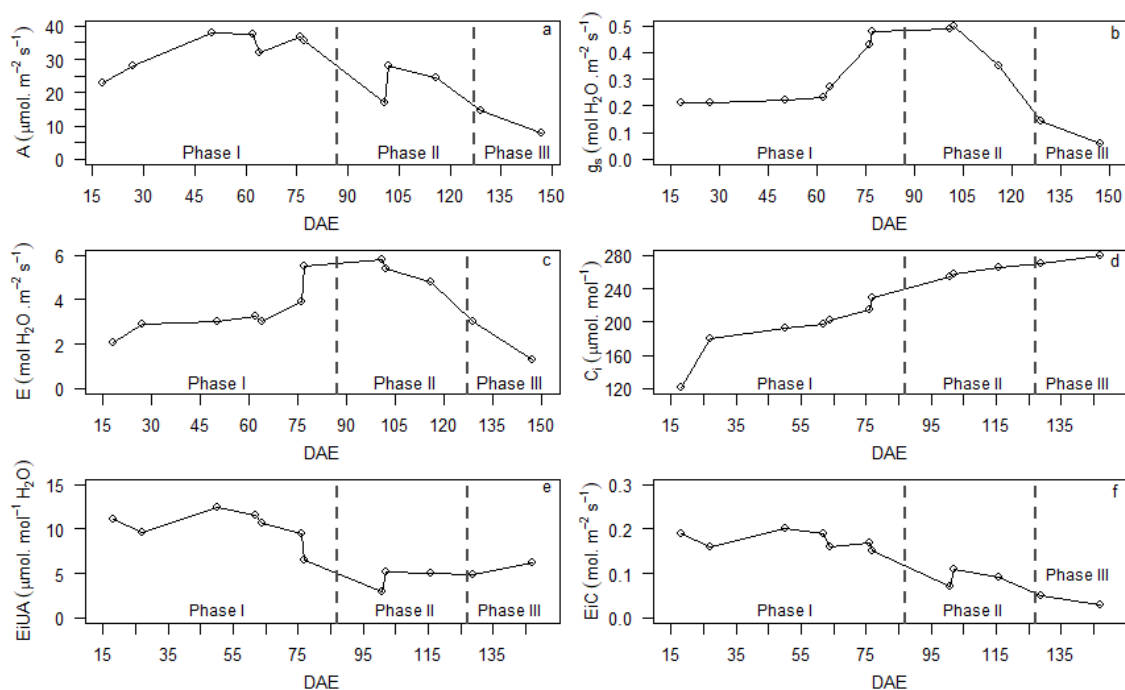 a
A ( μmol. m⁻² s⁻¹)
40
30
20
10
0
Phase I
Phase II
Phase III
15 30 45 60 75 90 105 120 135 150
DAE
b
gₛ ( mol H₂O .m⁻² s⁻¹)
0.5
0.4
0.3
0.2
0.1
0.0
Phase I
Phase II
Phase III
15 30 45 60 75 90 105 120 135 150
DAE
c
E ( mol H₂O .m⁻² s⁻¹)
6
4
2
0
Phase I
Phase II
Phase III
15 30 45 60 75 90 105 120 135 150
DAE
d
Cᵢ ( μmol. mol⁻¹)
280
240
200
160
120
Phase I
Phase II
Phase III
15 35 55 75 95 115 135
DAE
e
EiUA ( μmol. mol⁻¹ H₂O)
15
10
5
0
Phase I
Phase II
Phase III
15 35 55 75 95 115 135
DAE
f
EiC ( mol. m⁻² s⁻¹)
0.3
0.2
0.1
0.0
Phase I
Phase II
Phase III
15 35 55 75 95 115 135
DAE